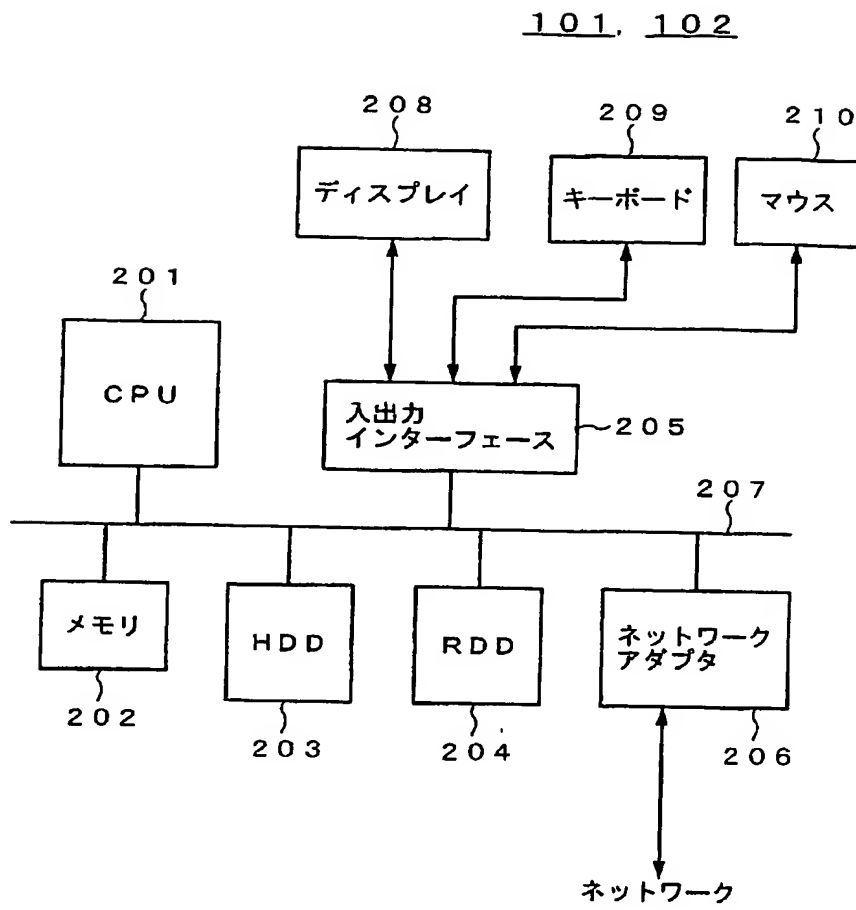 １０１，１０２
２０８
２０９
２１０
ディスプレイ
キーボード
マウス
２０１
ＣＰＵ
入出力
インターフェース
２０５
２０７
メモリ
ＨＤＤ
ＲＤＤ
ネットワーク
アダプタ
２０２
２０３
２０４
２０６
ネットワーク